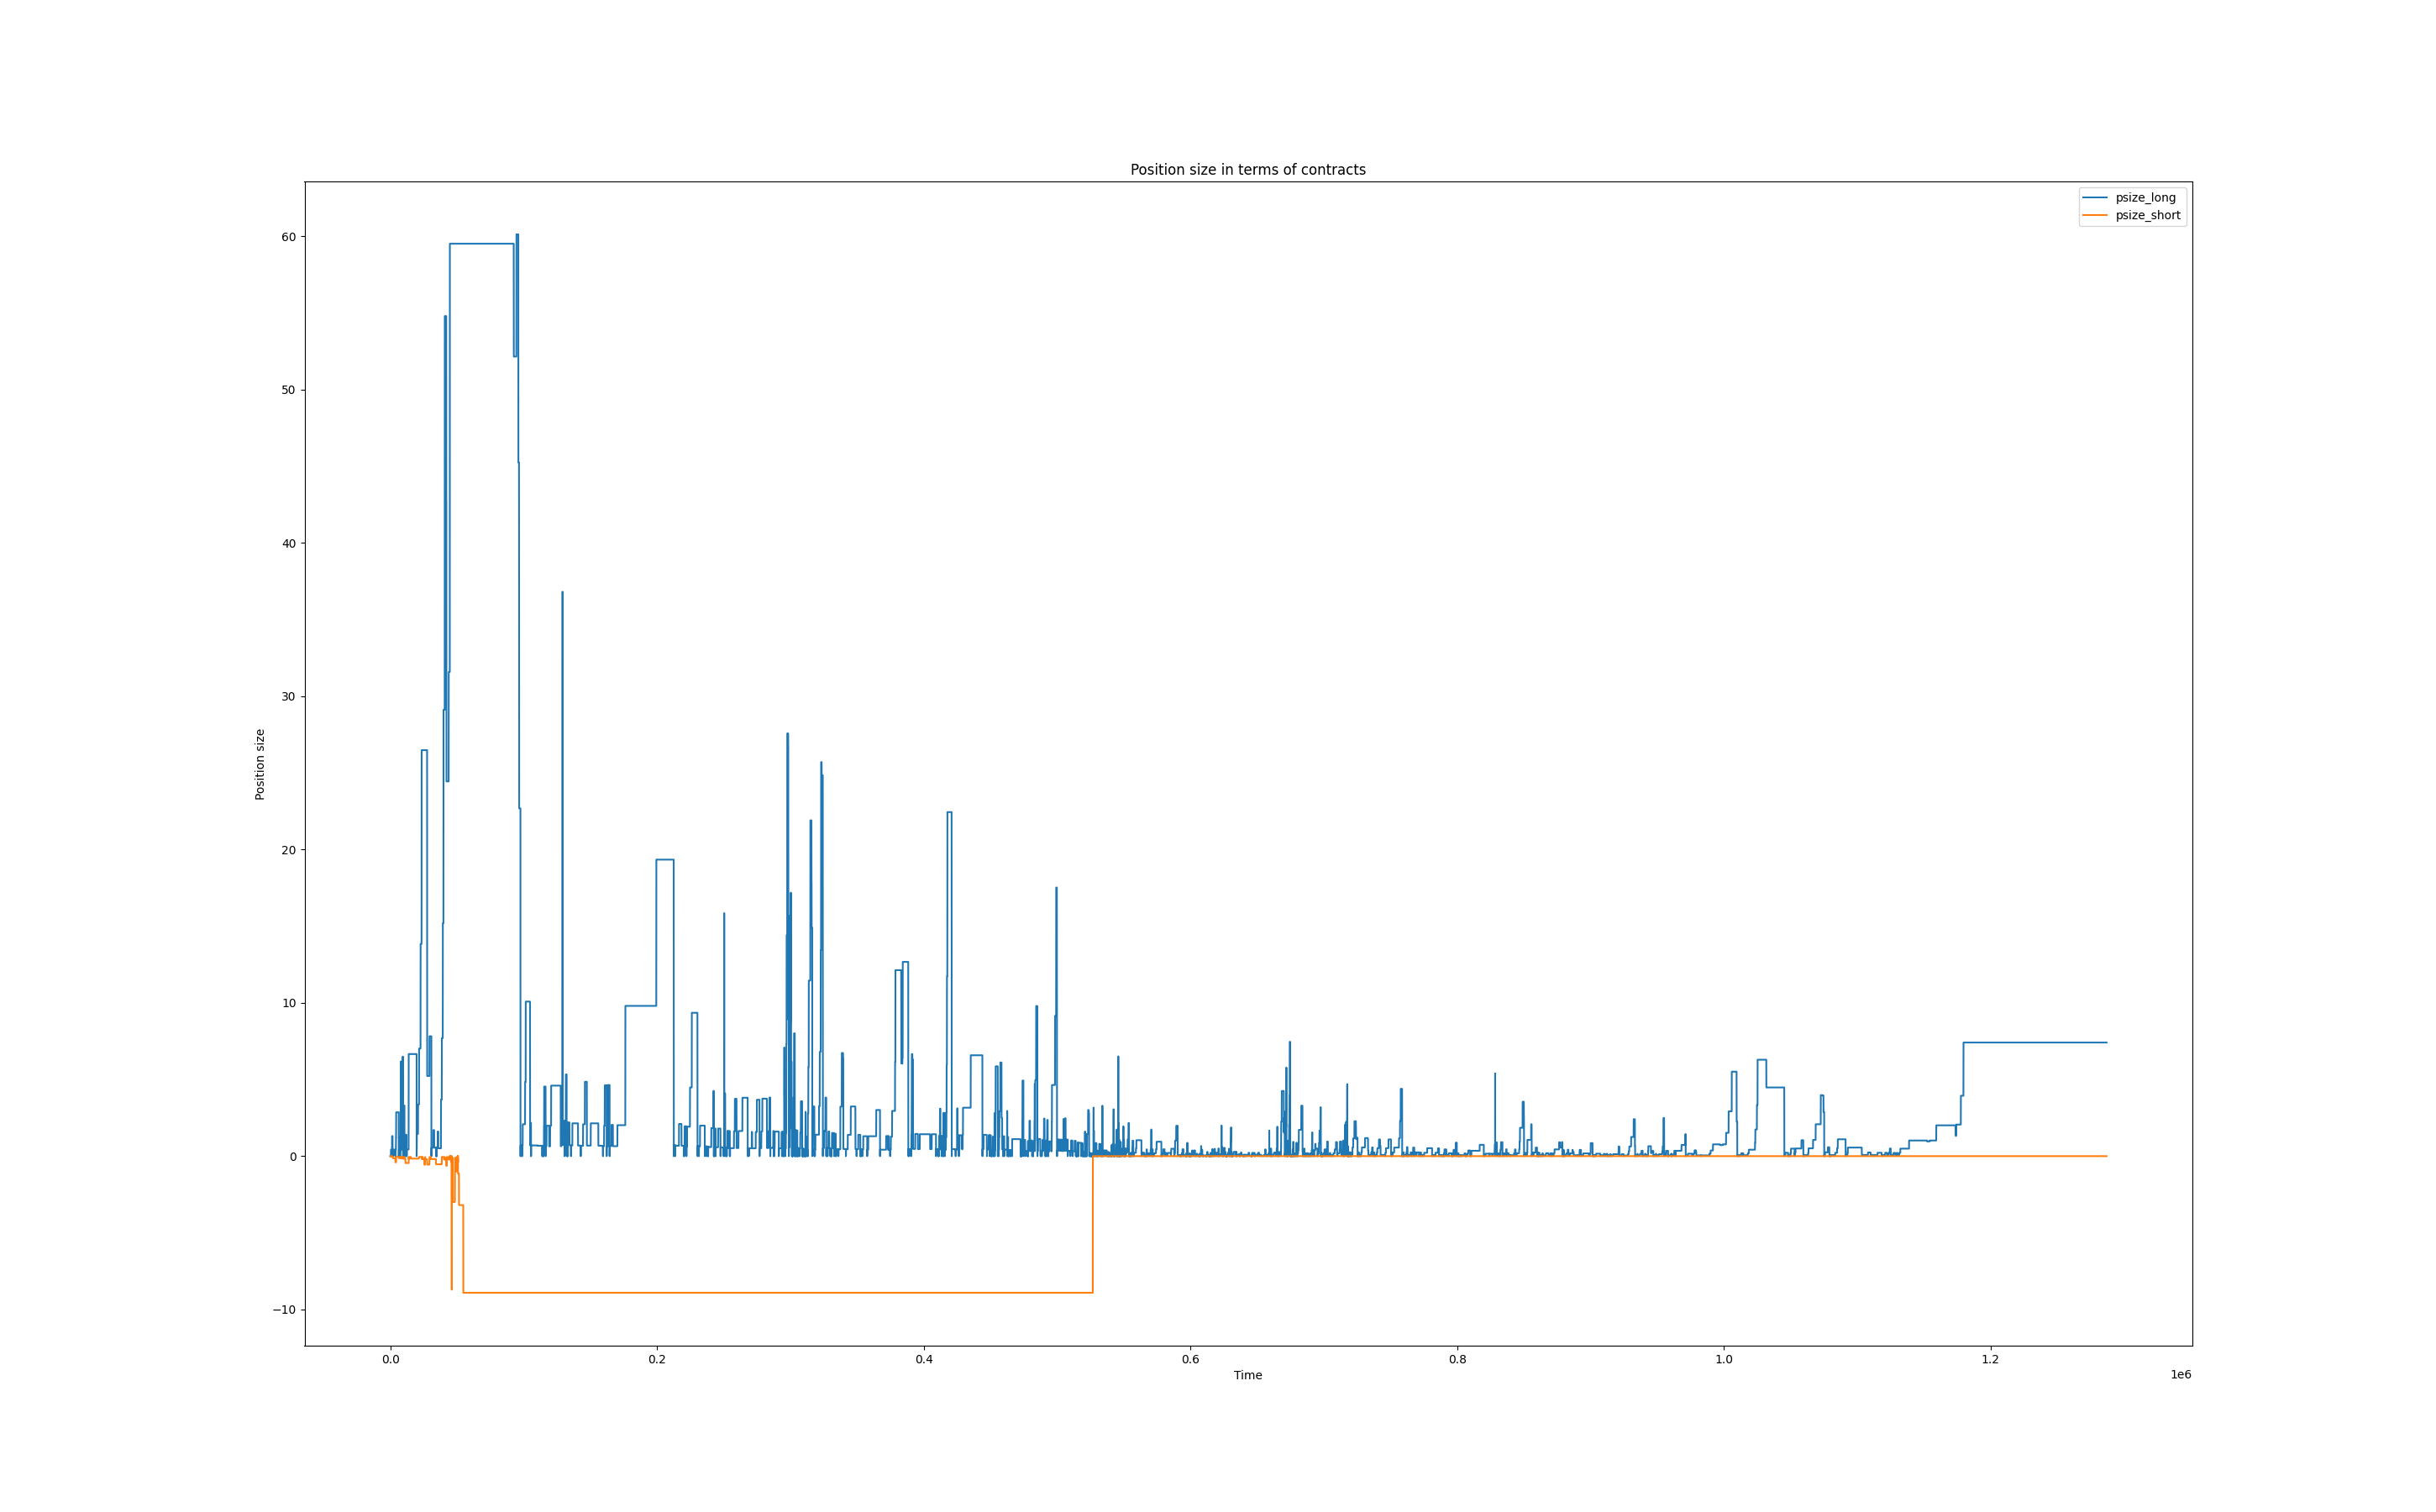 Position size in terms of contracts
psize_long
psize_short
60
50
40
30
20
10
0
−10
Position size
0.0 0.2 0.4 0.6 0.8 1.0 1.2
1e6
Time